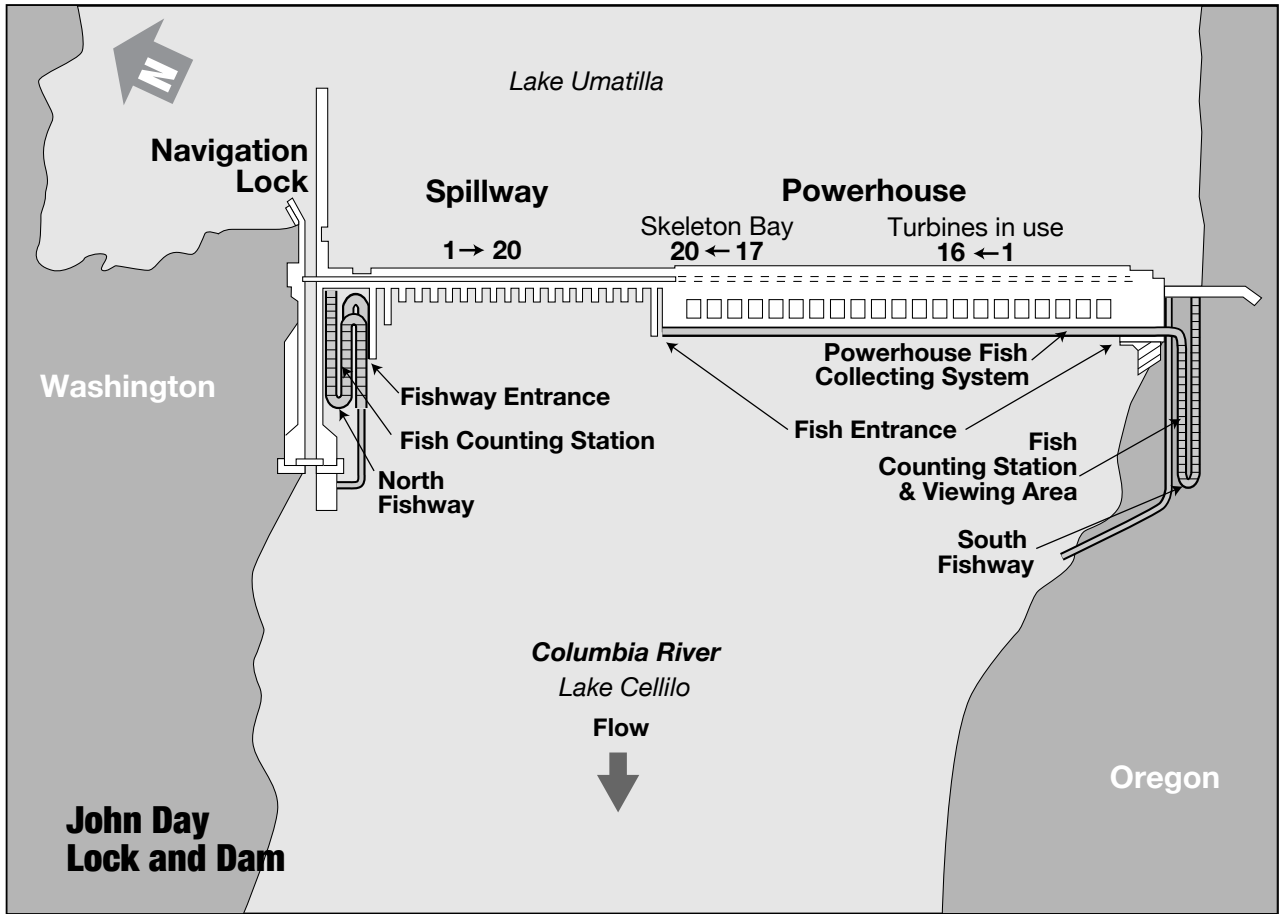 N
Lake Umatilla
Navigation
Lock
Spillway
1→ 20
Powerhouse
Skeleton Bay
20 ← 17
Turbines in use
16 ←1
Washington
Fishway Entrance
Fish Counting Station
North
Fishway
Powerhouse Fish
Collecting System
Fish Entrance
Fish
Counting Station
& Viewing Area
South
Fishway
Columbia River
Lake Cellilo
Flow
Oregon
John Day
Lock and Dam